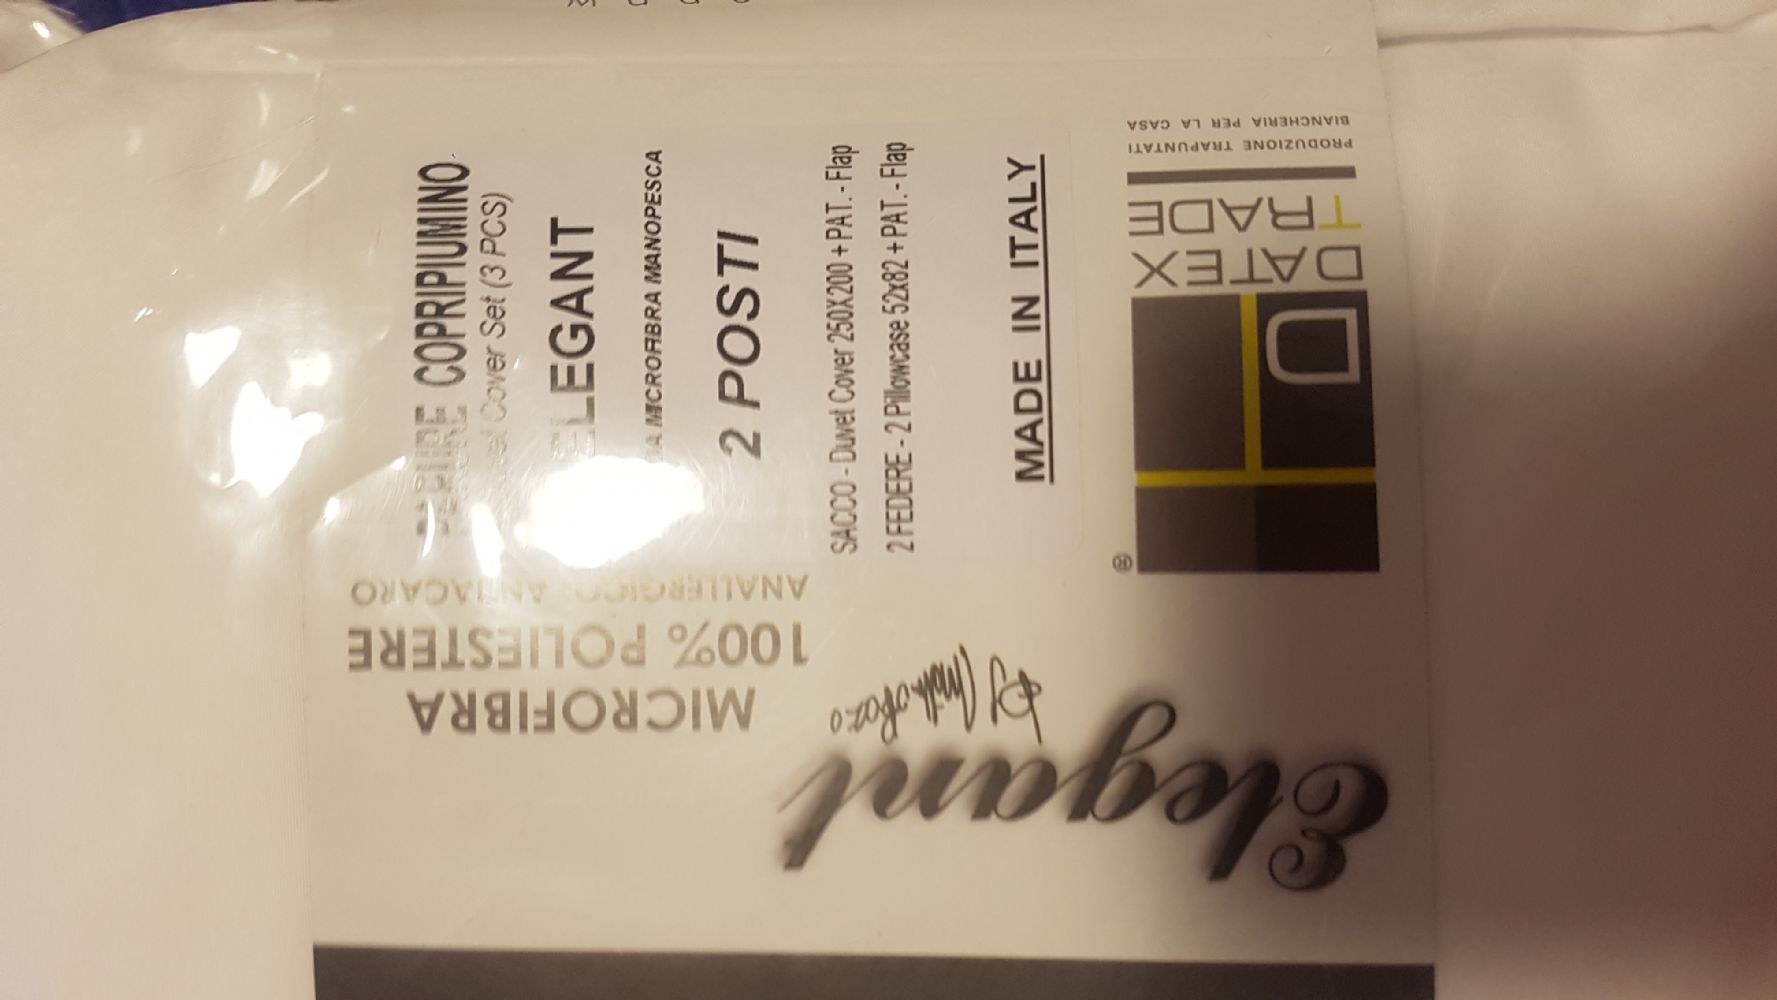 Elegant
MICROFIBRA
100% POLIESTERE
ANALLERGICO ANTIACARO
COPRIPIUMINO
Cover Set (3 PCS)
ELEGANT
MICROFIBRA MANOPESCA
2 POSTI
SACCO - Duvet Cover 250X200 + PAT. - Flap
2 FEDERE - 2 Pillowcase 52x82 + PAT. - Flap
MADE IN ITALY
®
D
DATEX
TRADE
PRODUZIONE TRAPUNTATI
BIANCHERIA PER LA CASA